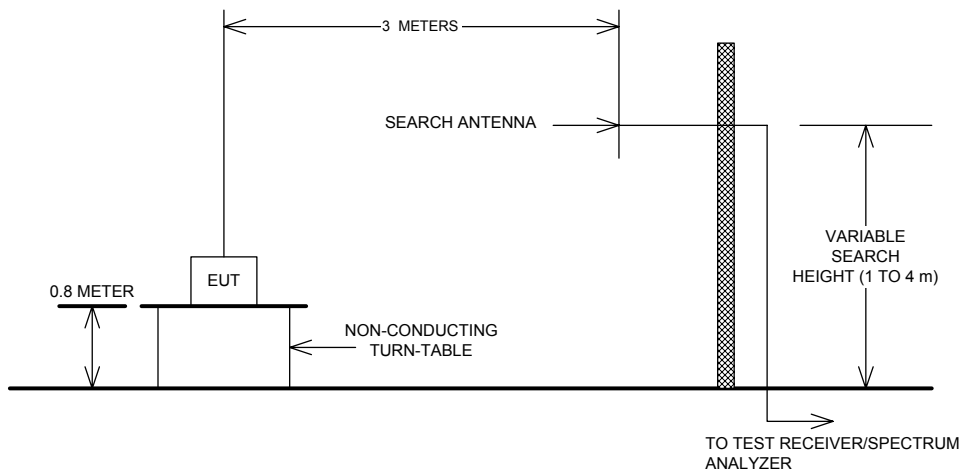 3 METERS
SEARCH ANTENNA
EUT
0.8 METER
NON-CONDUCTING
TURN-TABLE
VARIABLE
SEARCH
HEIGHT (1 TO 4 m)
TO TEST RECEIVER/SPECTRUM
ANALYZER